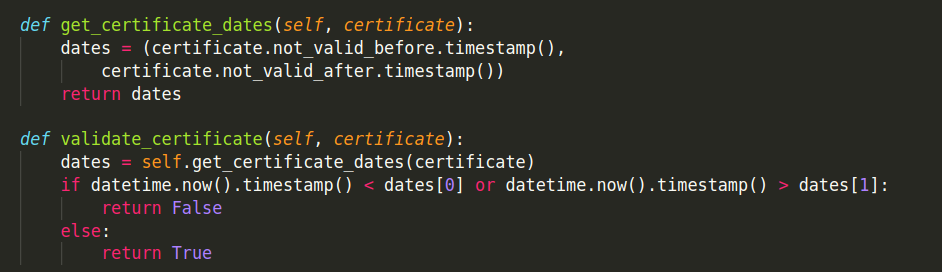 def get_certificate_dates(self, certificate):
    dates = (certificate.not_valid_before.timestamp(),
        certificate.not_valid_after.timestamp())
    return dates

def validate_certificate(self, certificate):
    dates = self.get_certificate_dates(certificate)
    if datetime.now().timestamp() < dates[0] or datetime.now().timestamp() > dates[1]:
        return False
    else:
        return True